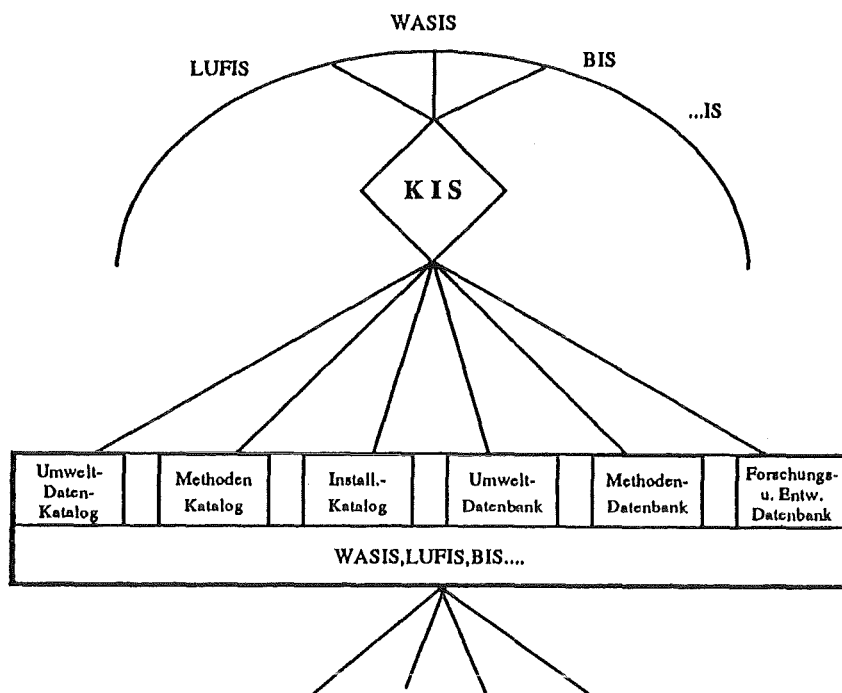 WASIS
LUFIS
BIS
...IS
KIS
Umwelt-
Daten-
Katalog
Methoden
Katalog
Install.-
Katalog
Umwelt-
Datenbank
Methoden-
Datenbank
Forschungs-
u. Entw.
Datenbank
WASIS,LUFIS,BIS....